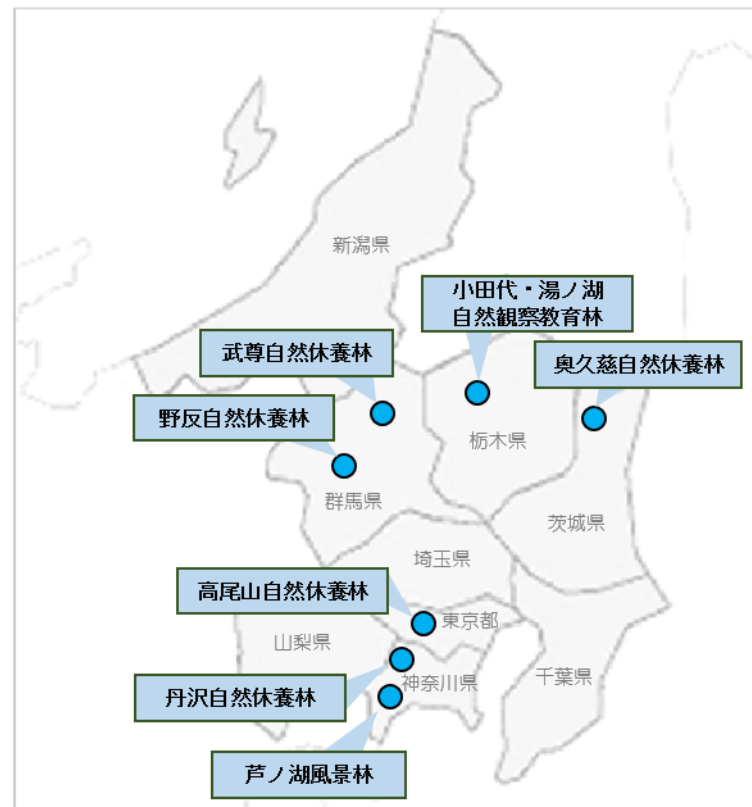 新潟県
小田代・湯ノ湖
自然観察教育林
武尊自然休養林
奥久慈自然休養林
野反自然休養林
栃木県
群馬県
茨城県
埼玉県
高尾山自然休養林
東京都
山梨県
千葉県
神奈川県
丹沢自然休養林
芦ノ湖風景林